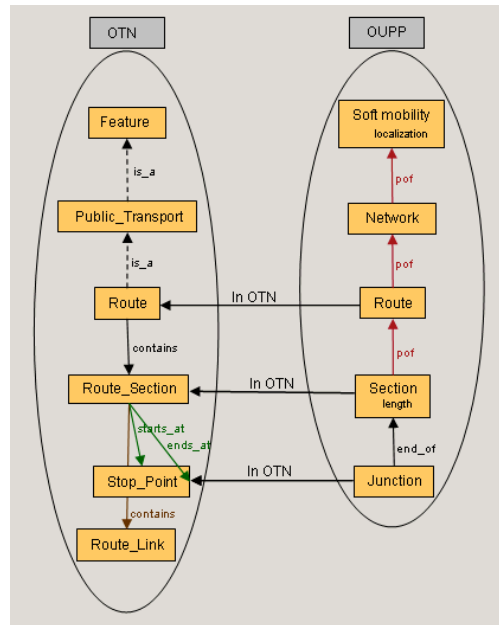 OTN
OUPP
Feature
Soft mobility
localization
is_a
pof
Public_Transport
Network
is_a
pof
Route
In OTN
Route
contains
pof
Route_Section
In OTN
Section
length
starts_at
ends_at
end_of
In OTN
Stop_Point
Junction
contains
Route_Link